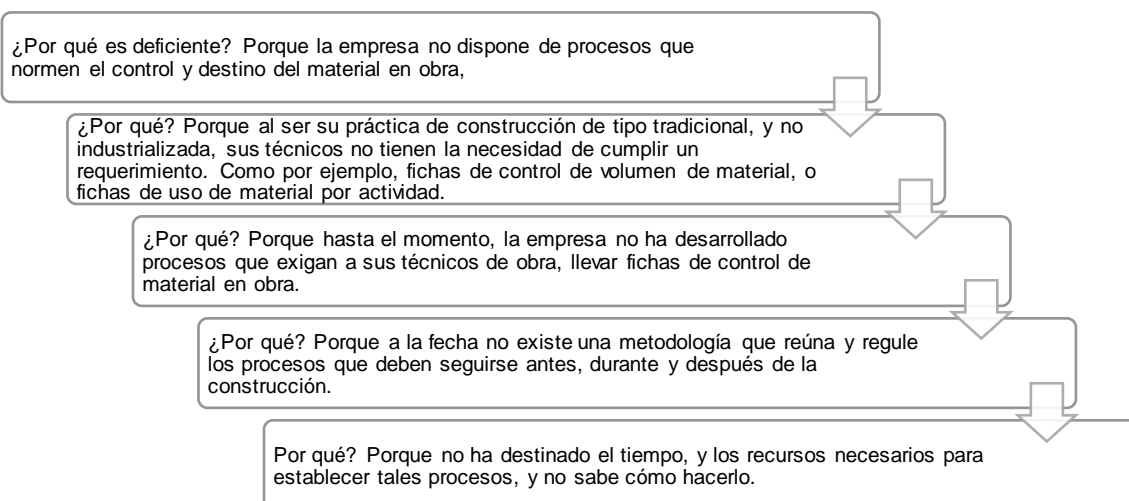 ¿Por qué es deficiente? Porque la empresa no dispone de procesos que
normen el control y destino del material en obra,
¿Por qué? Porque al ser su práctica de construcción de tipo tradicional, y no
industrializada, sus técnicos no tienen la necesidad de cumplir un
requerimiento. Como por ejemplo, fichas de control de volumen de material, o
fichas de uso de material por actividad.
¿Por qué? Porque hasta el momento, la empresa no ha desarrollado
procesos que exigan a sus técnicos de obra, llevar fichas de control de
material en obra.
¿Por qué? Porque a la fecha no existe una metodología que reúna y regule
los procesos que deben seguirse antes, durante y después de la
construcción.
Por qué? Porque no ha destinado el tiempo, y los recursos necesarios para
establecer tales procesos, y no sabe cómo hacerlo.